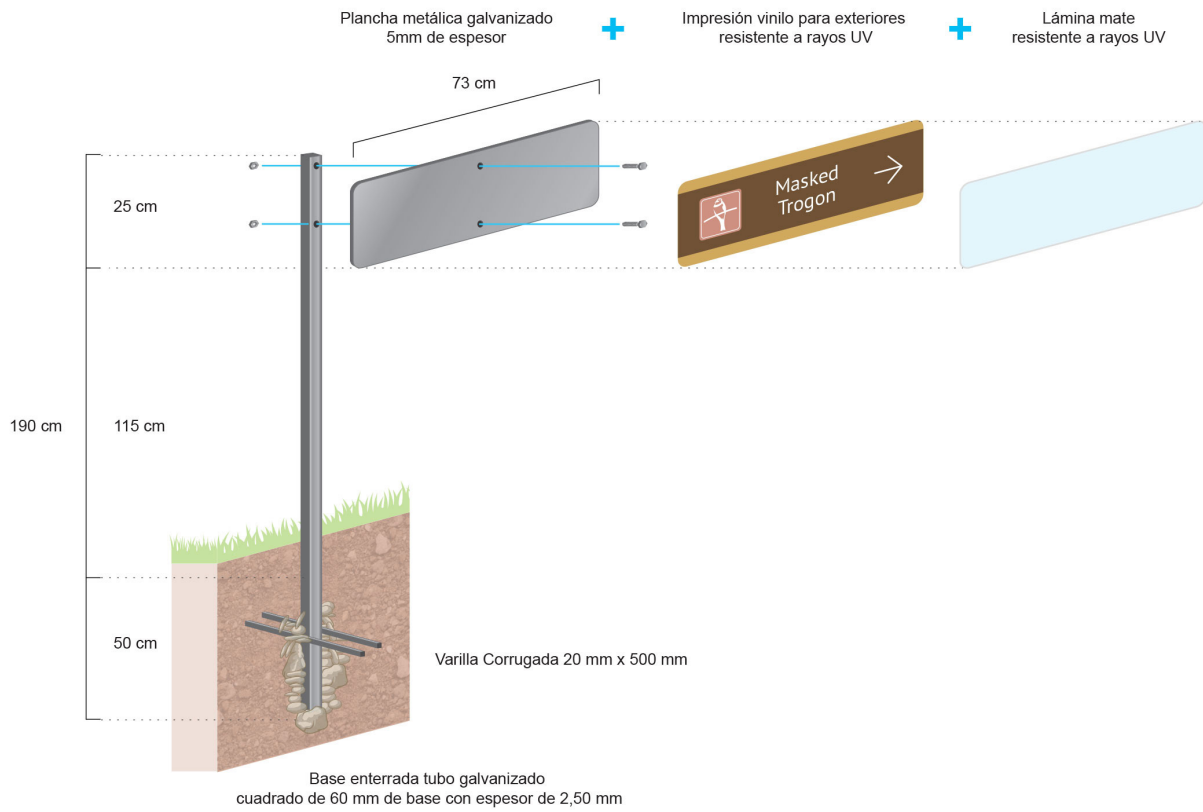 Plancha metálica galvanizado
5mm de espesor
Impresión vinilo para exteriores
resistente a rayos UV
Lámina mate
resistente a rayos UV
73 cm
25 cm
Masked
Trogon
190 cm
115 cm
50 cm
Varilla Corrugada 20 mm x 500 mm
Base enterrada tubo galvanizado
cuadrado de 60 mm de base con espesor de 2,50 mm